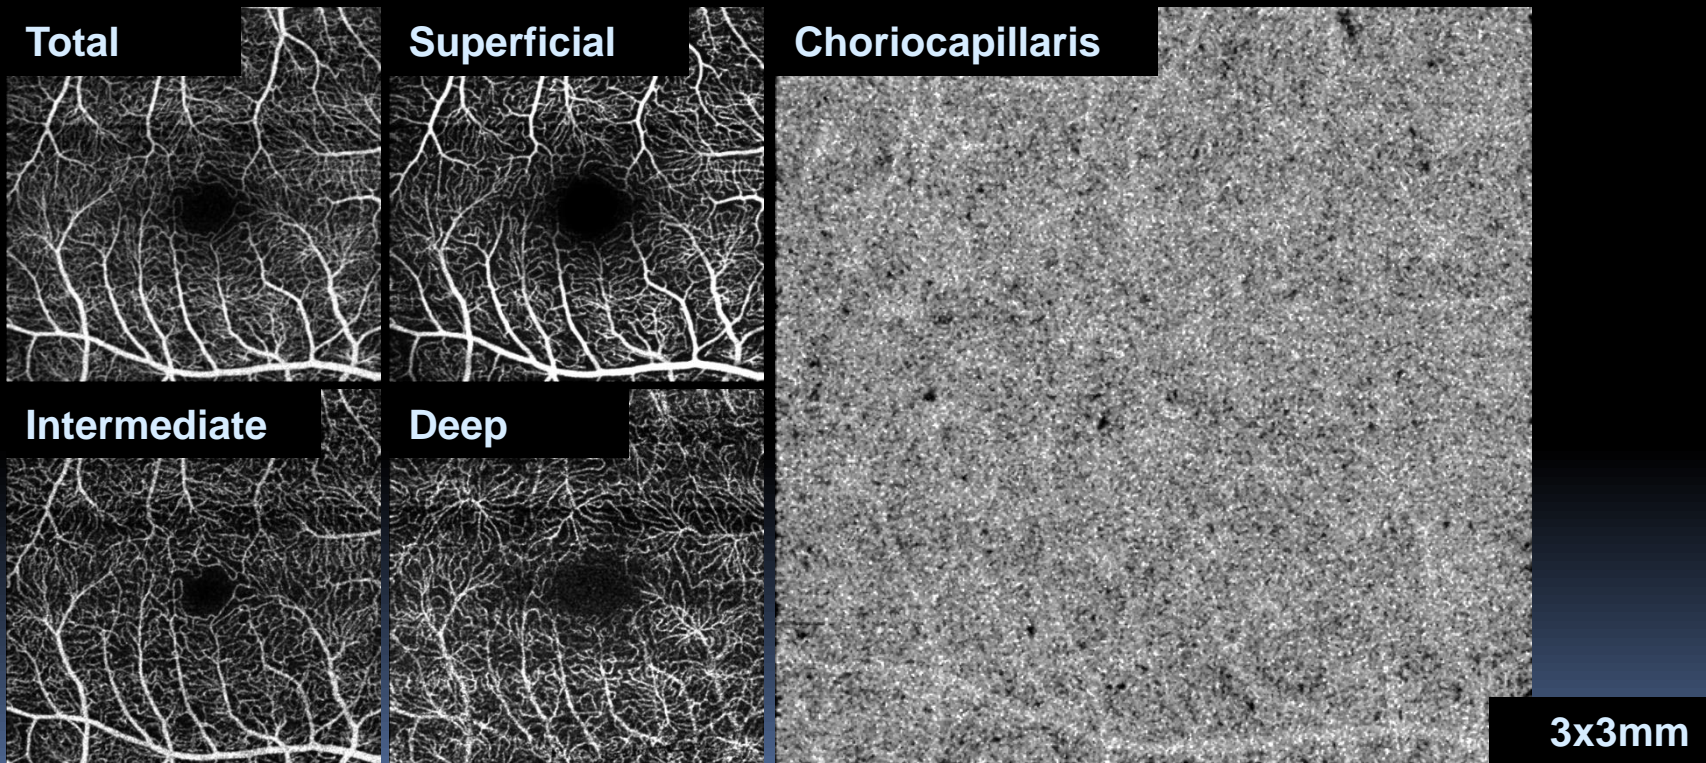 Total
Superficial
Choriocapillaris
Intermediate
Deep
3x3mm